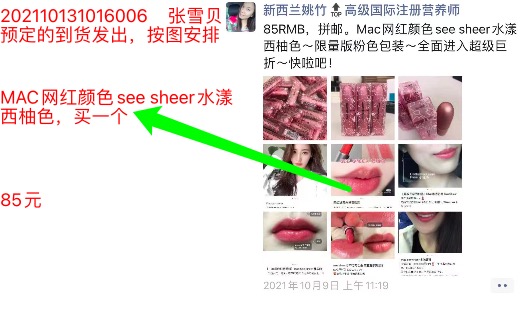 202110131016006 张雪贝
预定的到货发出，按图安排
MAC网红颜色see sheer水漾
西柚色，买一个
85元
新西兰姚竹⬆高级国际注册营养师
TOP
85RMB，拼邮。Mac网红颜色see sheer水漾
西柚色～限量版粉色包装～全面进入超级巨
折～快啦吧！
2021年10月9日 上午11:19